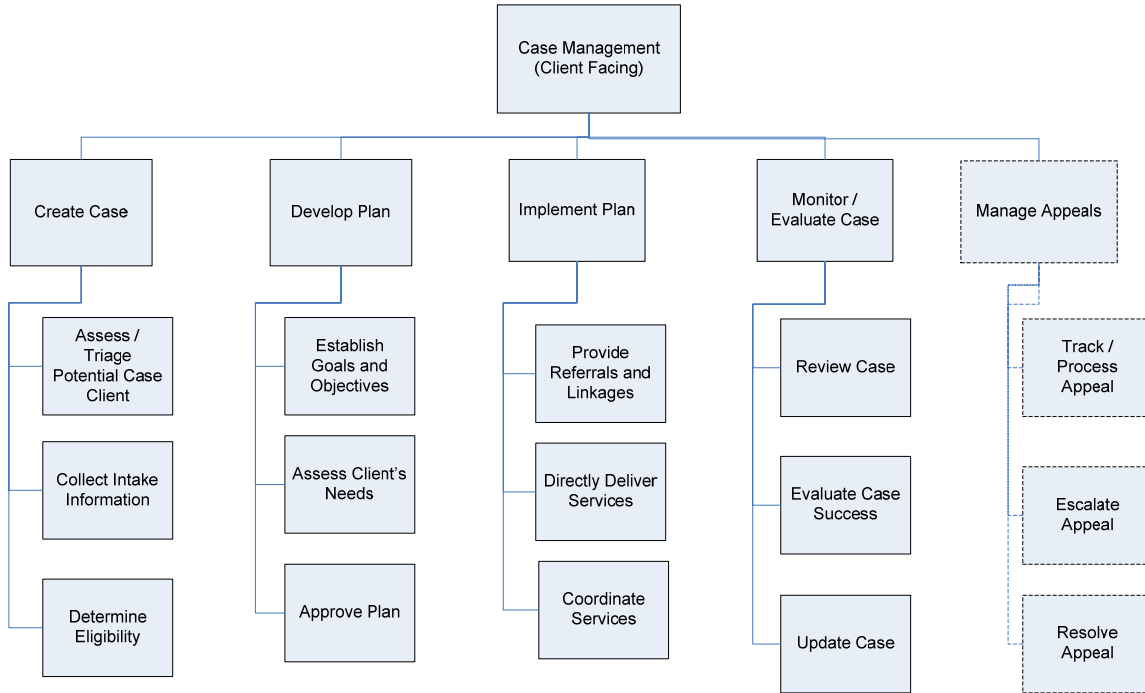 Case Management
(Client Facing)
Create Case
Develop Plan
Implement Plan
Monitor /
Evaluate Case
Manage Appeals
Assess /
Triage
Potential Case
Client
Collect Intake
Information
Determine
Eligibility
Establish
Goals and
Objectives
Assess Client’s
Needs
Approve Plan
Provide
Referrals and
Linkages
Directly Deliver
Services
Coordinate
Services
Review Case
Evaluate Case
Success
Update Case
Track /
Process
Appeal
Escalate
Appeal
Resolve
Appeal